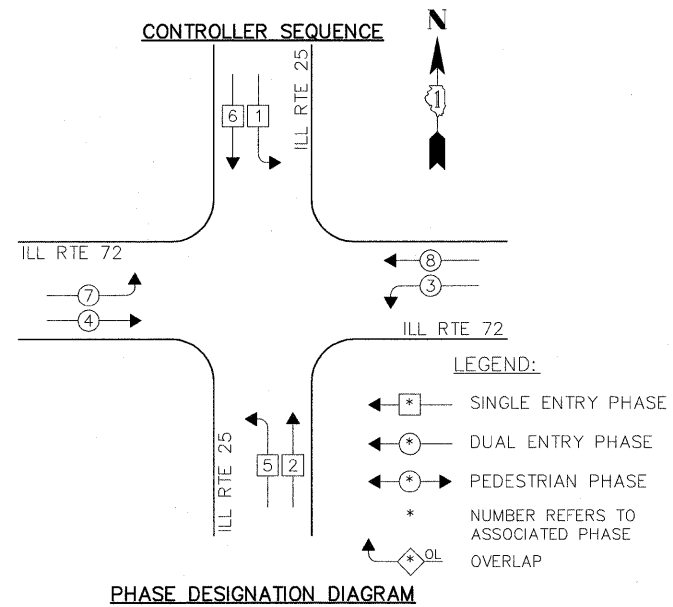 CONTROLLER SEQUENCE
N
ILL RTE 25
6
1
1
ILL RTE 72
8
3
7
4
ILL RTE 72
LEGEND:
* SINGLE ENTRY PHASE
* DUAL ENTRY PHASE
* PEDESTRIAN PHASE
* NUMBER REFERS TO
ASSOCIATED PHASE
* OL OVERLAP
ILL RTE 25
5
2
PHASE DESIGNATION DIAGRAM